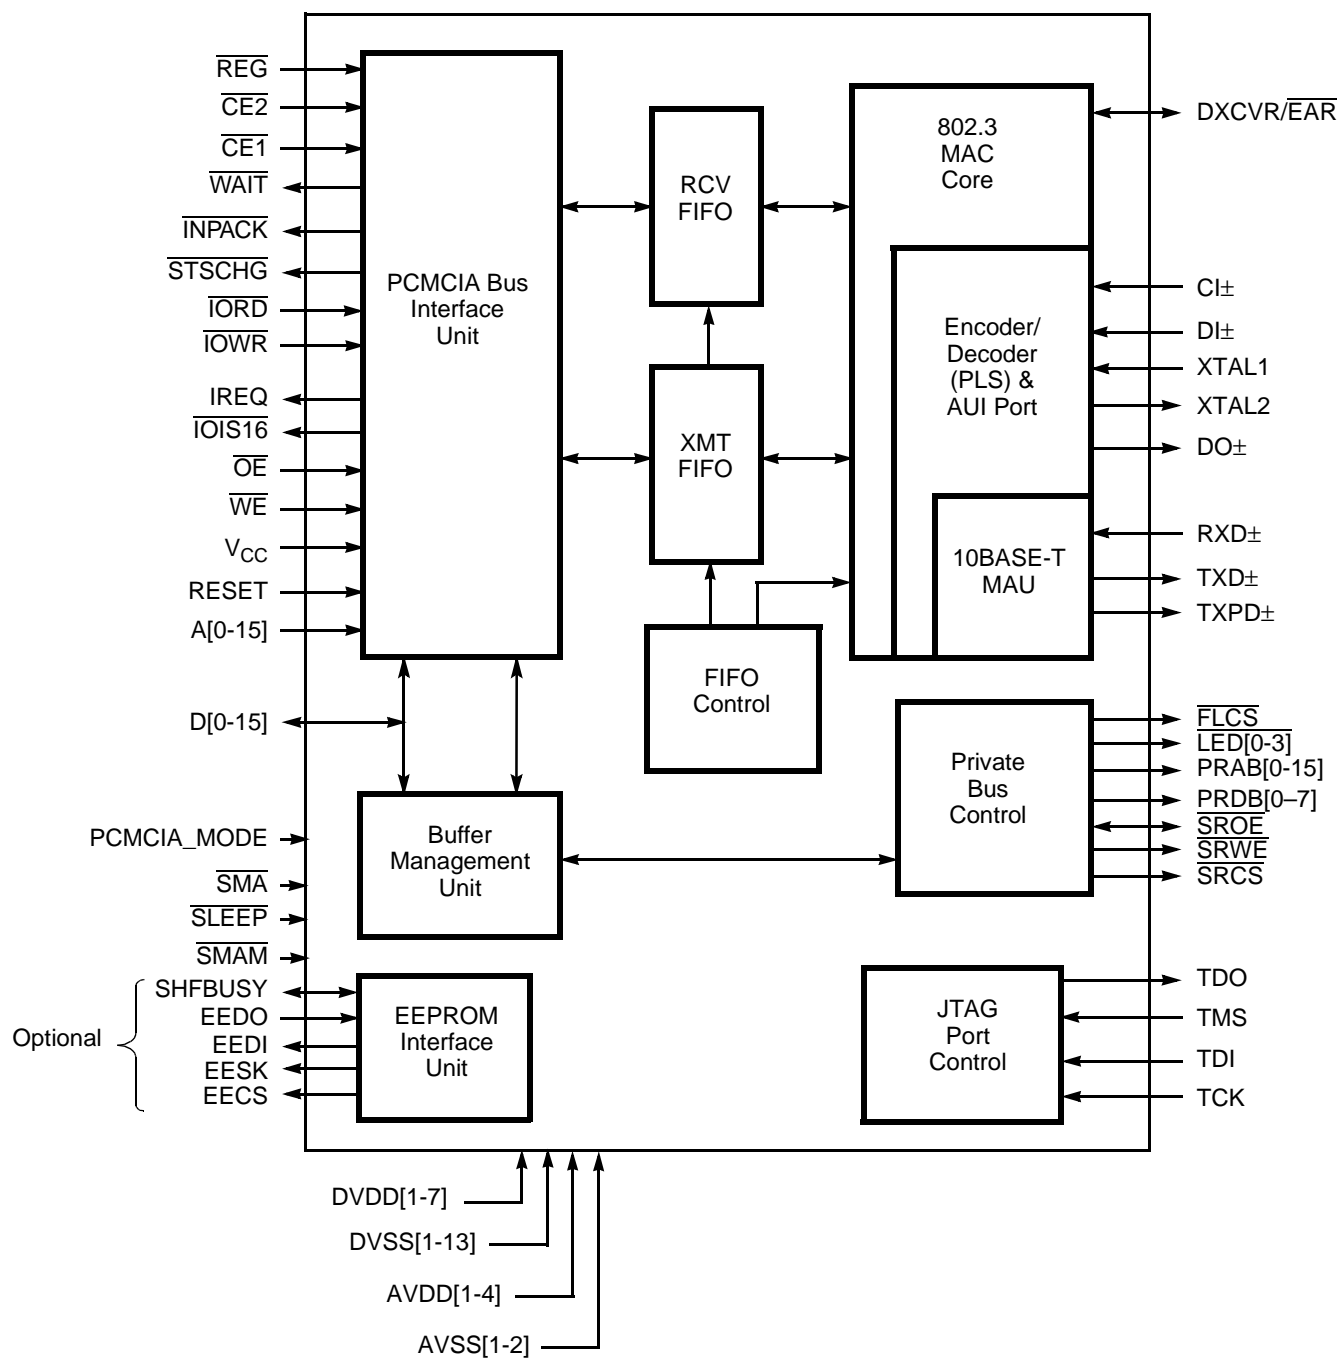 REG
CE2
CE1
WAIT
INPACK
STSCHG
IORD
IOWR
IREQ
IOIS16
OE
WE
VCC
RESET
A[0-15]
D[0-15]
PCMCIA_MODE
SMA
SLEEP
SMAM
Optional
SHFBUSY
EEDO
EEDI
EESK
EECS
PCMCIA Bus
Interface
Unit
RCV
FIFO
XMT
FIFO
FIFO
Control
802.3
MAC
Core
Encoder/
Decoder
(PLS) &
AUI Port
10BASE-T
MAU
Buffer
Management
Unit
Private
Bus
Control
EEPROM
Interface
Unit
JTAG
Port
Control
DXCVR/EAR
CI±
DI±
XTAL1
XTAL2
DO±
RXD±
TXD±
TXPD±
FLCS
LED[0-3]
PRAB[0-15]
PRDB[0–7]
SROE
SRWE
SRCS
TDO
TMS
TDI
TCK
DVDD[1-7]
DVSS[1-13]
AVDD[1-4]
AVSS[1-2]